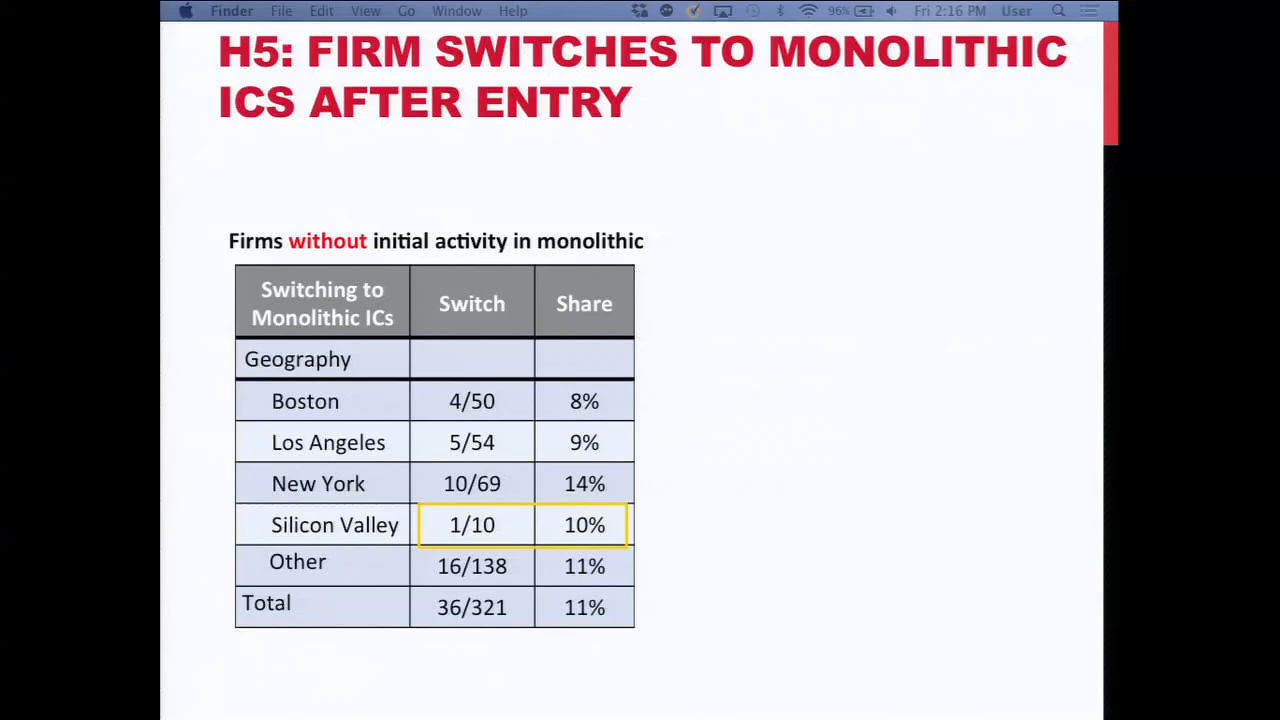 Finder File Edit View Go Window Help 96% Fri 2:16 PM User
H5: FIRM SWITCHES TO MONOLITHIC
ICS AFTER ENTRY
Firms without initial activity in monolithic
Switching to Monolithic ICs Switch Share
Geography
Boston 4/50 8%
Los Angeles 5/54 9%
New York 10/69 14%
Silicon Valley 1/10 10%
Other 16/138 11%
Total 36/321 11%